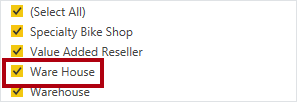 (Select All)
Specialty Bike Shop
Value Added Reseller
Ware House
Warehouse